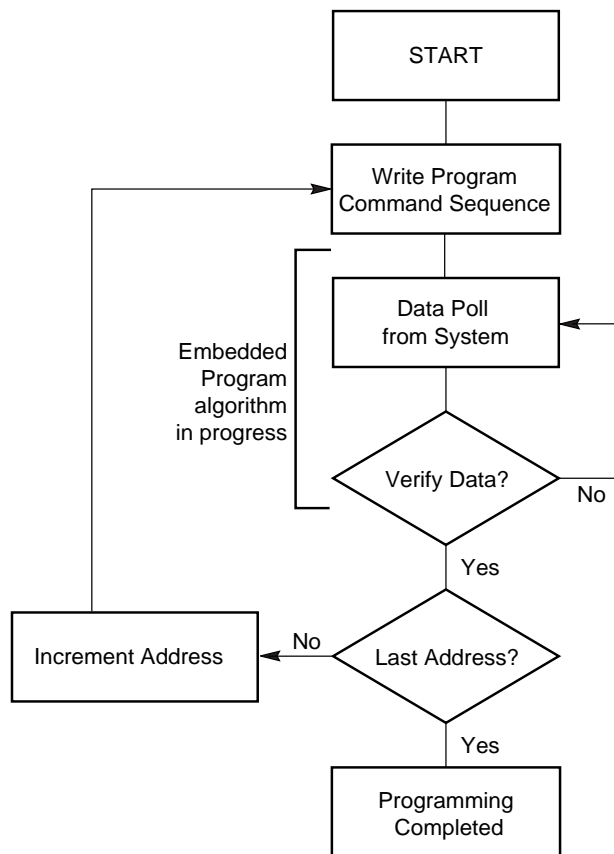 START
Write Program
Command Sequence
Data Poll
from System
Embedded
Program
algorithm
in progress
Verify Data?
No
Yes
Increment Address
No
Last Address?
Yes
Programming
Completed